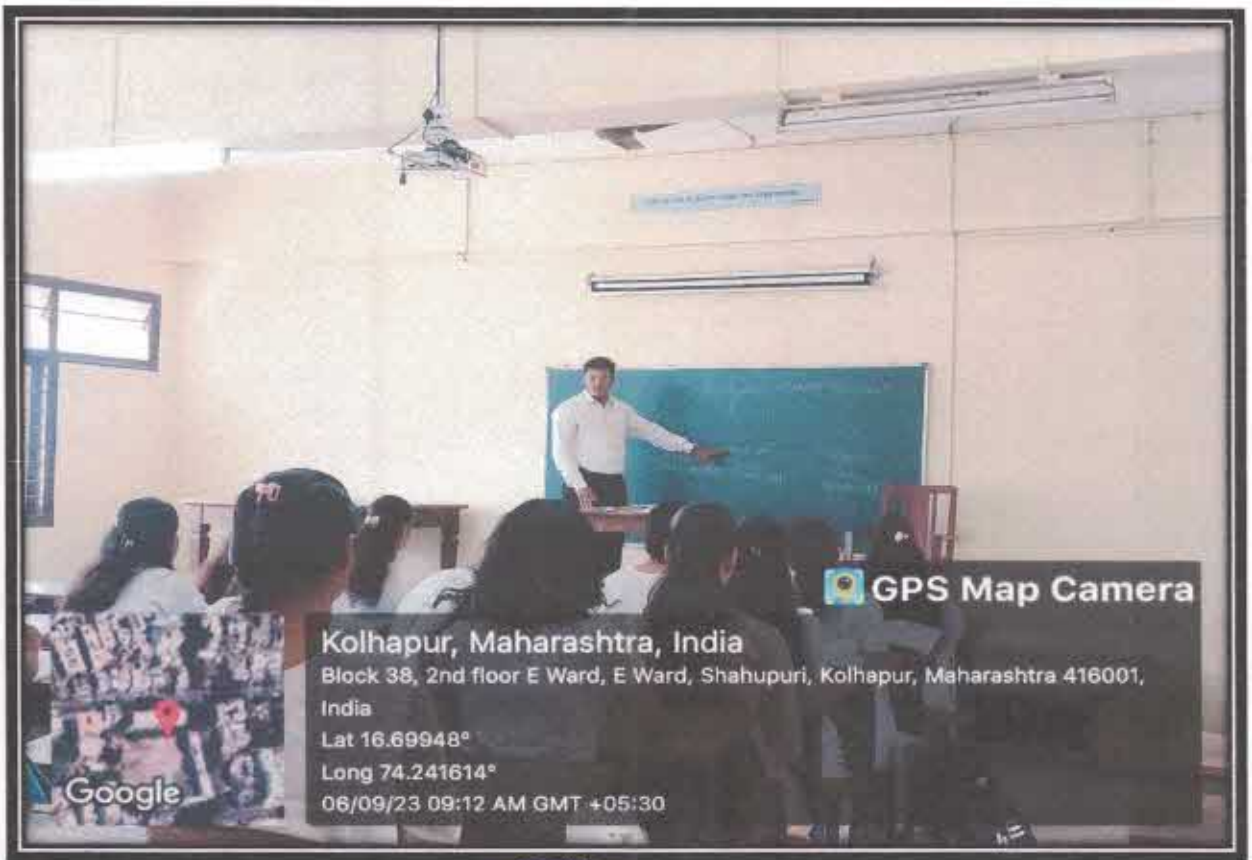 GPS Map Camera
Kolhapur, Maharashtra, India
Block 38, 2nd floor E Ward, E Ward, Shahupuri, Kolhapur, Maharashtra 416001,
India
Lat 16.69948°
Long 74.241614°
06/09/23 09:12 AM GMT +05:30
Google